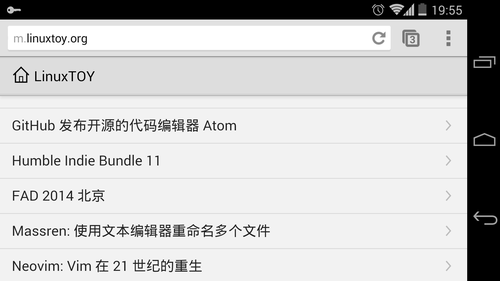 19:55
m.linuxtoy.org
3
LinuxTOY
GitHub 发布开源的代码编辑器 Atom
Humble Indie Bundle 11
FAD 2014 北京
Massren: 使用文本编辑器重命名多个文件
Neovim: Vim 在 21 世纪的重生